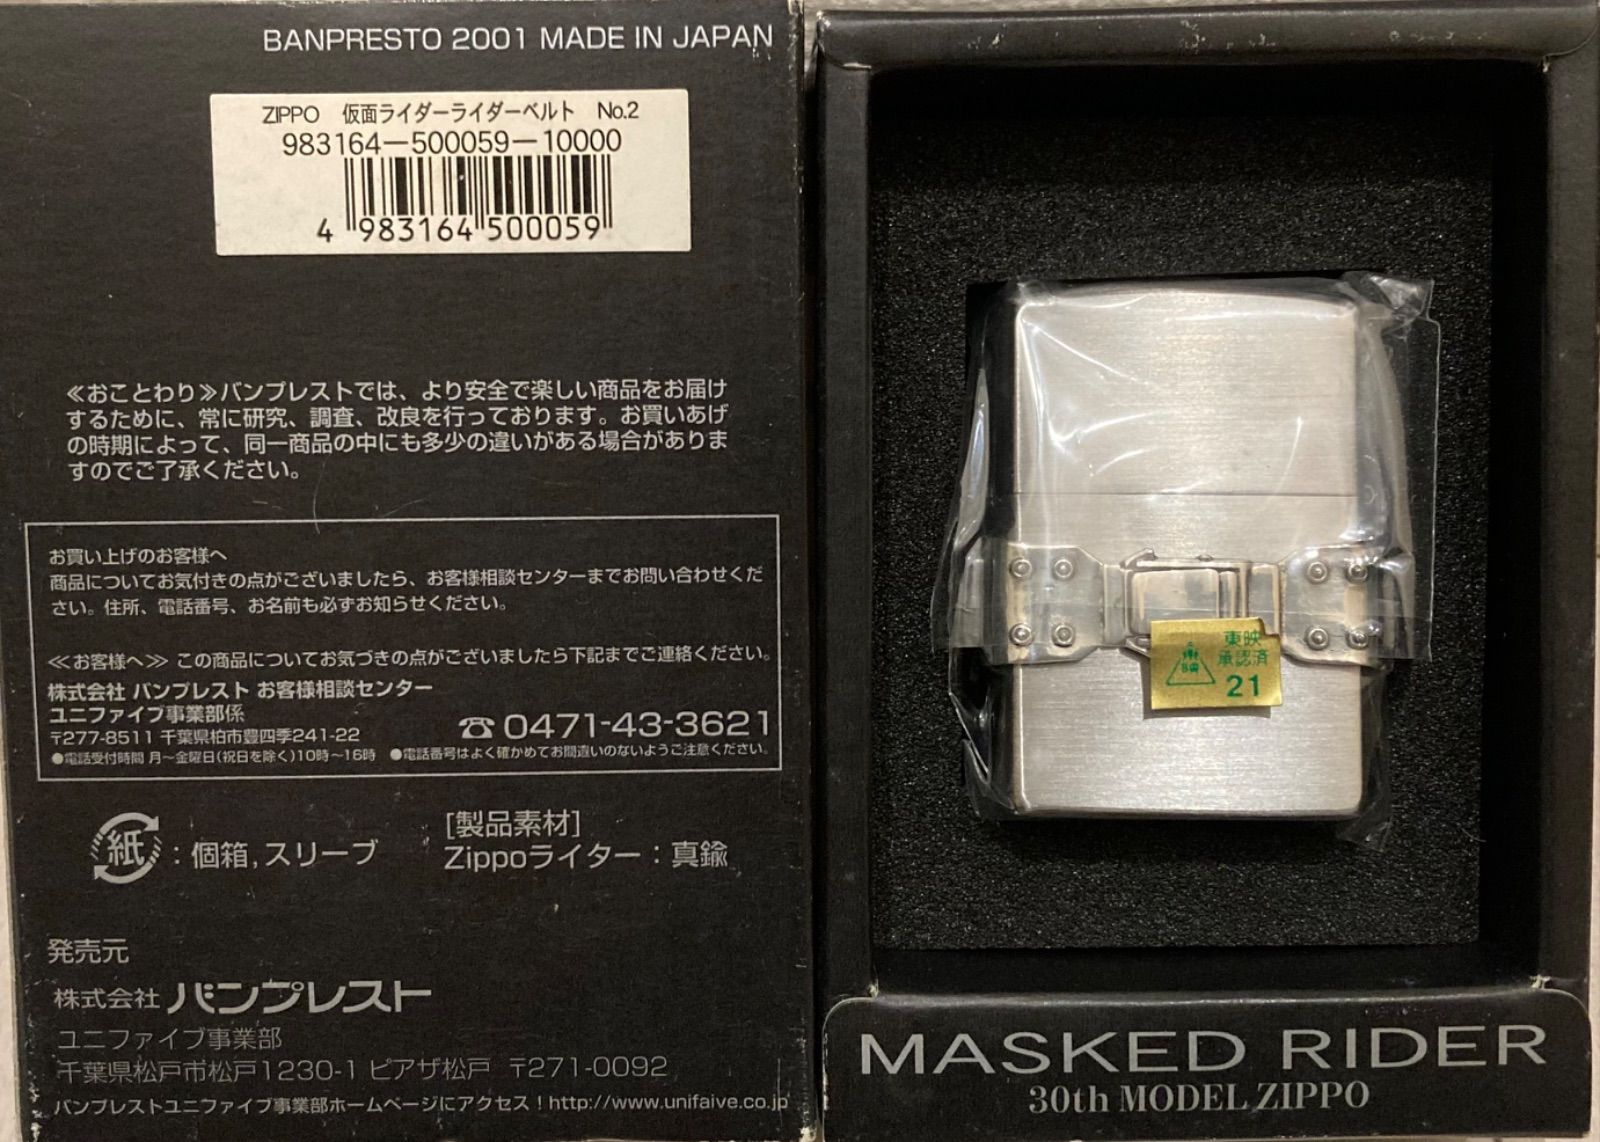 BANPRESTO 2001 MADE IN JAPAN
ZIPPO 仮面ライダーライダーベルト No.2
983164-500059-10000
4 983164 500059
≪おことわり≫バンプレストでは、より安全で楽しい商品をお届け
するために、常に研究、調査、改良を行っております。お買いあげ
の時期によって、同一商品の中にも多少の違いがある場合がありま
すのでご了承ください。
お買い上げのお客様へ
商品についてお気付きの点がございましたら、お客様相談センターまでお問い合わせくだ
さい。住所、電話番号、お名前も必ずお知らせください。
≪お客様へ≫ この商品についてお気づきの点がございましたら下記までご連絡ください。
株式会社 バンプレスト お客様相談センター
ユニファイブ事業部係
〒277-8511 千葉県柏市豊四季241-22
☎0471-43-3621
●電話受付時間 月〜金曜日(祝日を除く)10時〜16時 ●電話番号はよく確かめてお間違いのないようご注意ください。
紙:個箱,スリーブ
[製品素材]
Zippoライター:真鍮
発売元
株式会社 バンプレスト
ユニファイブ事業部
千葉県松戸市松戸1230-1 ピアザ松戸 〒271-0092
バンプレストユニファイブ事業部ホームページにアクセス!http://www.unifaive.co.jp
東映
承認済
21
MASKED RIDER
30th MODEL ZIPPO